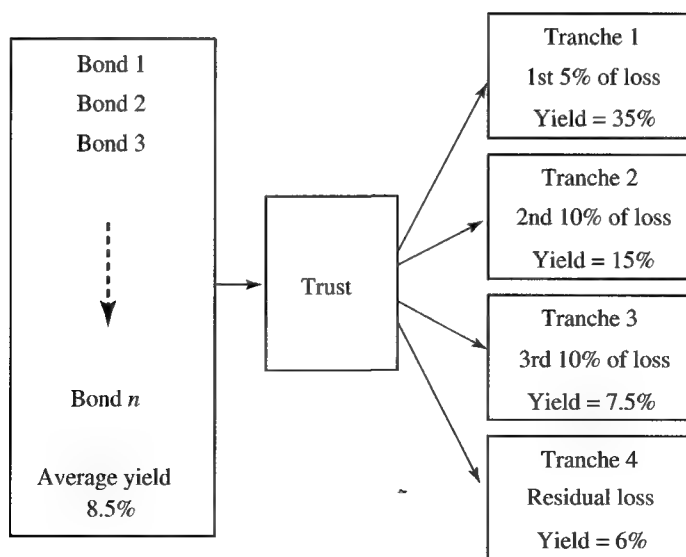 Bond 1
Bond 2
Bond 3
Bond n
Average yield
8.5%
Trust
Tranche 1
1st 5% of loss
Yield = 35%
Tranche 2
2nd 10% of loss
Yield = 15%
Tranche 3
3rd 10% of loss
Yield = 7.5%
Tranche 4
Residual loss
Yield = 6%